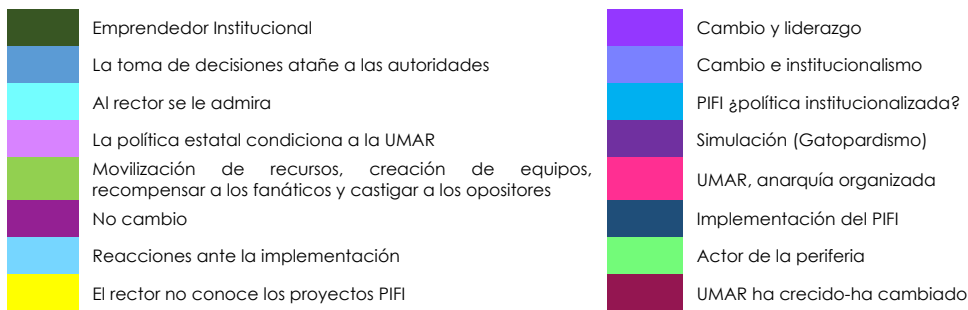 Emprendedor Institucional
La toma de decisiones atañe a las autoridades
Al rector se le admira
La política estatal condiciona a la UMAR
Movilización de recursos, creación de equipos,
recompensar a los fanáticos y castigar a los opositores
No cambio
Reacciones ante la implementación
El rector no conoce los proyectos PIFI
Cambio y liderazgo
Cambio e institucionalismo
PIFI ¿política institucionalizada?
Simulación (Gatopardismo)
UMAR, anarquía organizada
Implementación del PIFI
Actor de la periferia
UMAR ha crecido-ha cambiado